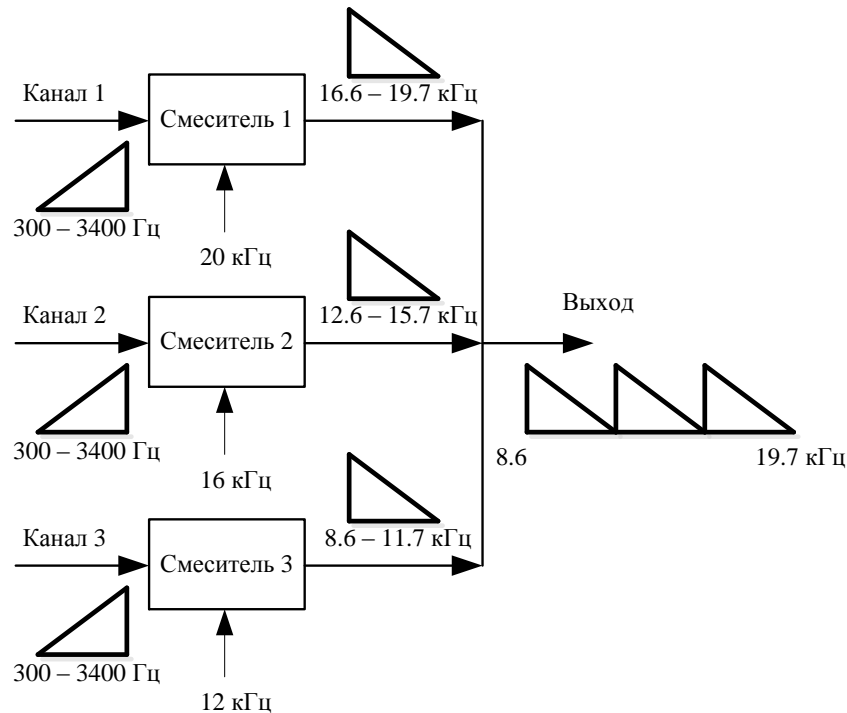 Канал 1
Смеситель 1
16.6 – 19.7 кГц
300 – 3400 Гц
20 кГц
Канал 2
Смеситель 2
12.6 – 15.7 кГц
300 – 3400 Гц
16 кГц
Выход
8.6
19.7 кГц
Канал 3
Смеситель 3
8.6 – 11.7 кГц
300 – 3400 Гц
12 кГц